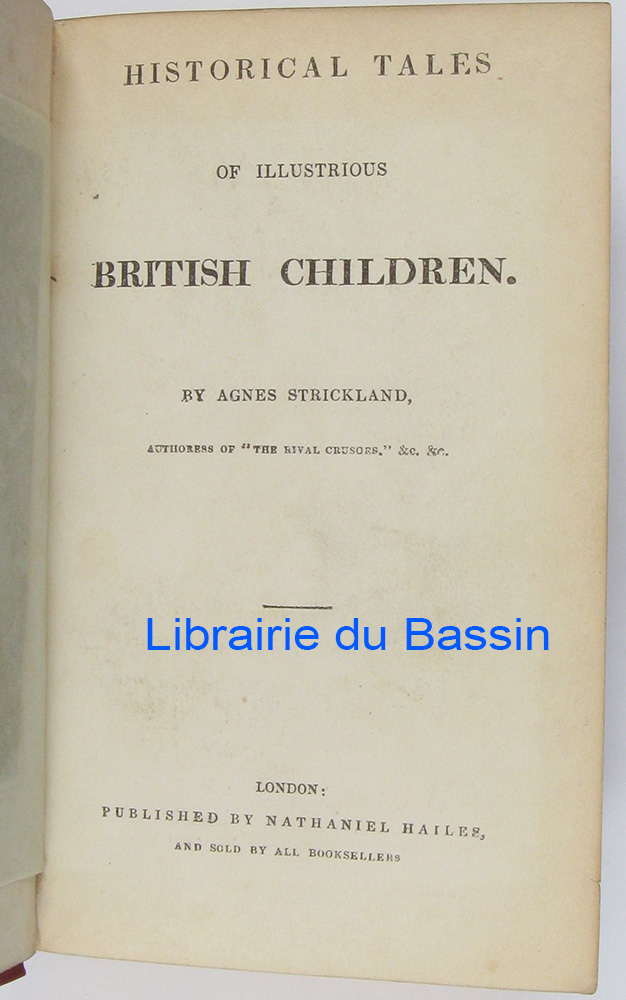 HISTORICAL TALES
OF ILLUSTRIOUS
BRITISH CHILDREN.
BY AGNES STRICKLAND,
AUTHORESS OF "THE RIVAL CRUSOES." &c. &c.
Librairie du Bassin
LONDON:
PUBLISHED BY NATHANIEL HAILES,
AND SOLD BY ALL BOOKSELLERS